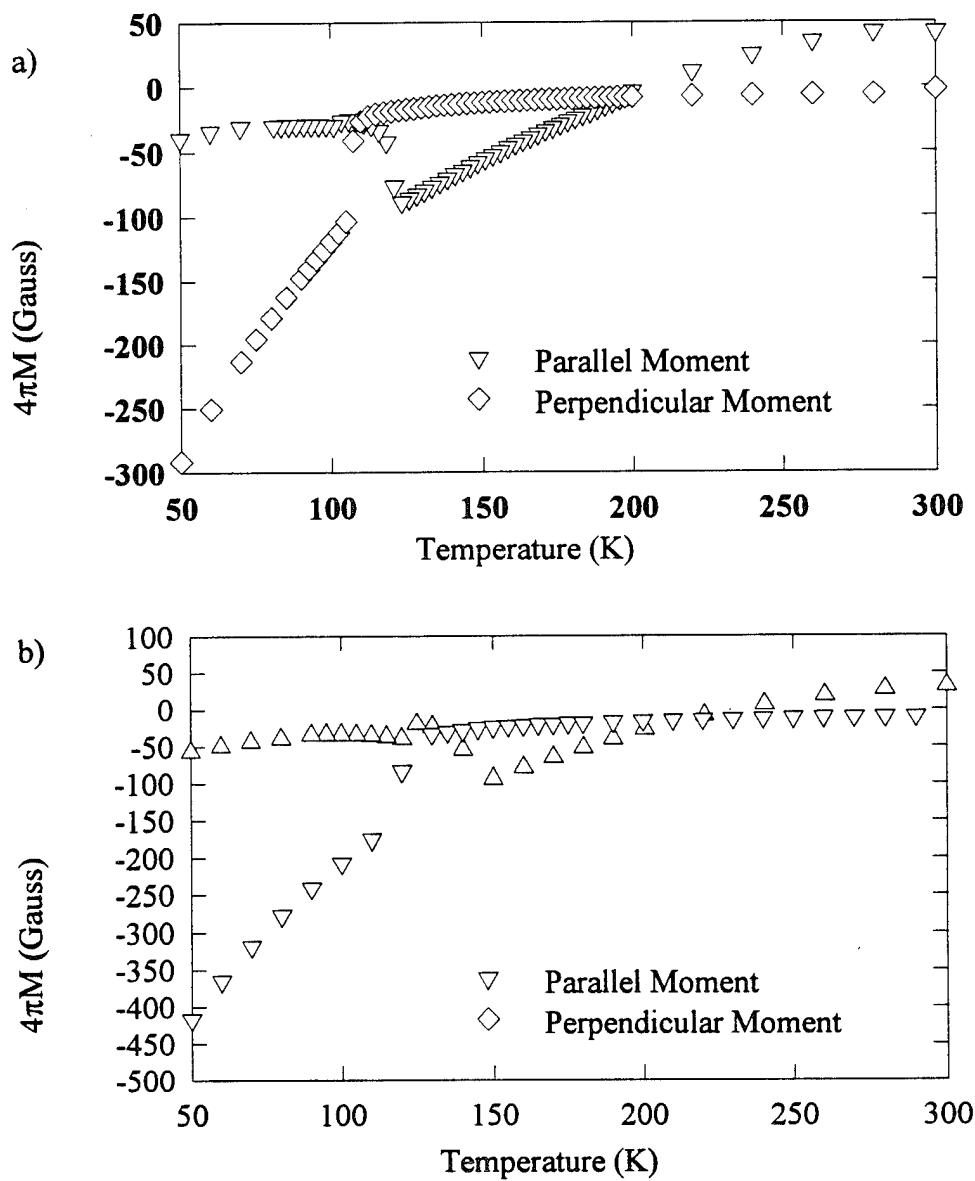 a)
50
0
-50
-100
-150
-200
-250
-300
4πM (Gauss)
Parallel Moment
Perpendicular Moment
50 100 150 200 250 300
Temperature (K)
b)
100
50
0
-50
-100
-150
-200
-250
-300
-350
-400
-450
-500
4πM (Gauss)
Parallel Moment
Perpendicular Moment
50 100 150 200 250 300
Temperature (K)